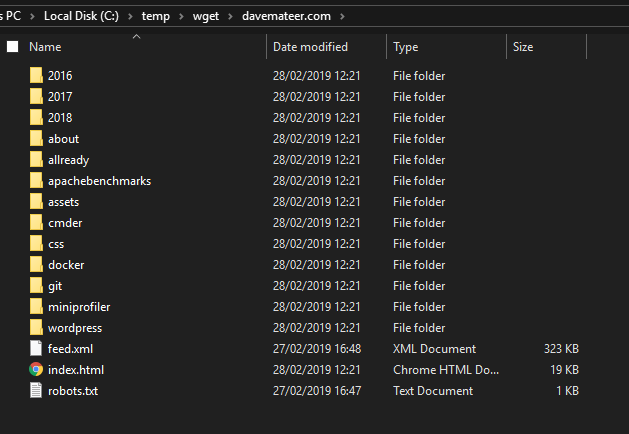 s PC > Local Disk (C:) > temp > wget > davemateer.com >
Name Date modified Type Size
2016 28/02/2019 12:21 File folder
2017 28/02/2019 12:21 File folder
2018 28/02/2019 12:21 File folder
about 28/02/2019 12:21 File folder
allready 28/02/2019 12:21 File folder
apachebenchmarks 28/02/2019 12:21 File folder
assets 28/02/2019 12:21 File folder
cmder 28/02/2019 12:21 File folder
css 28/02/2019 12:21 File folder
docker 28/02/2019 12:21 File folder
git 28/02/2019 12:21 File folder
miniprofiler 28/02/2019 12:21 File folder
wordpress 28/02/2019 12:21 File folder
feed.xml 27/02/2019 16:48 XML Document 323 KB
index.html 28/02/2019 12:21 Chrome HTML Do... 19 KB
robots.txt 27/02/2019 16:47 Text Document 1 KB